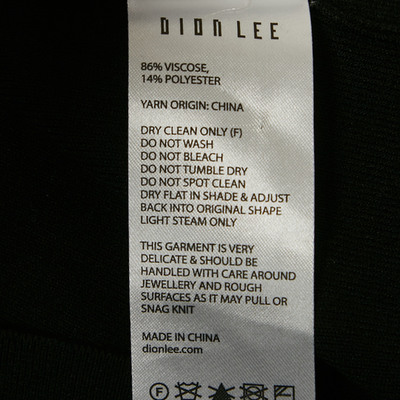 DION LEE
86% VISCOSE,
14% POLYESTER
YARN ORIGIN: CHINA
DRY CLEAN ONLY (F)
DO NOT WASH
DO NOT BLEACH
DO NOT TUMBLE DRY
DO NOT SPOT CLEAN
DRY FLAT IN SHADE & ADJUST
BACK INTO ORIGINAL SHAPE
LIGHT STEAM ONLY
THIS GARMENT IS VERY
DELICATE & SHOULD BE
HANDLED WITH CARE AROUND
JEWELLERY AND ROUGH
SURFACES AS IT MAY PULL OR
SNAG KNIT
MADE IN CHINA
dionlee.com
F